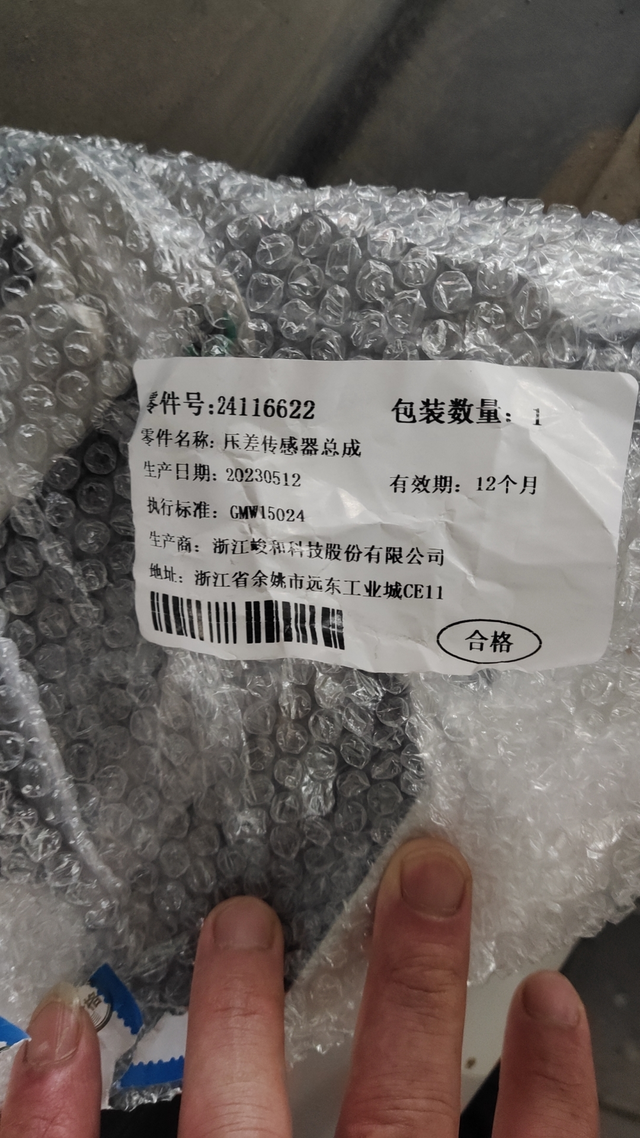 零件号:24116622 包装数量: 1
零件名称: 压差传感器总成
生产日期: 20230512 有效期: 12个月
执行标准: GMW15024
生产商: 浙江峻和科技股份有限公司
地址: 浙江省余姚市远东工业城CE11
合格